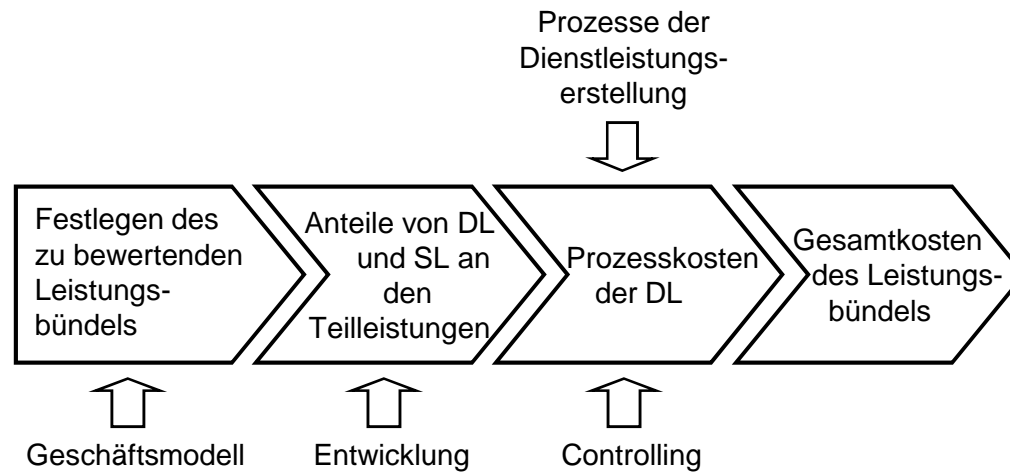 Prozesse der
Dienstleistungs-
erstellung
Festlegen des
zu bewertenden
Leistungs-
bündels
Anteile von DL
und SL an
den
Teilleistungen
Prozesskosten
der DL
Gesamtkosten
des Leistungs-
bündels
Geschäftsmodell
Entwicklung
Controlling